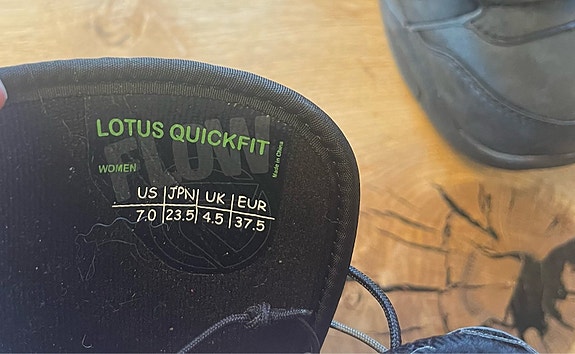 LOTUS QUICKFIT
FLOW
WOMEN
Made in China
US | JPN | UK | EUR
7.0 | 23.5 | 4.5 | 37.5